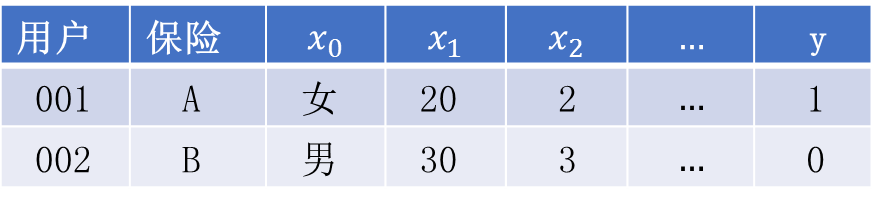 用户 保险 x₀ x₁ x₂ … y
001 A 女 20 2 … 1
002 B 男 30 3 … 0